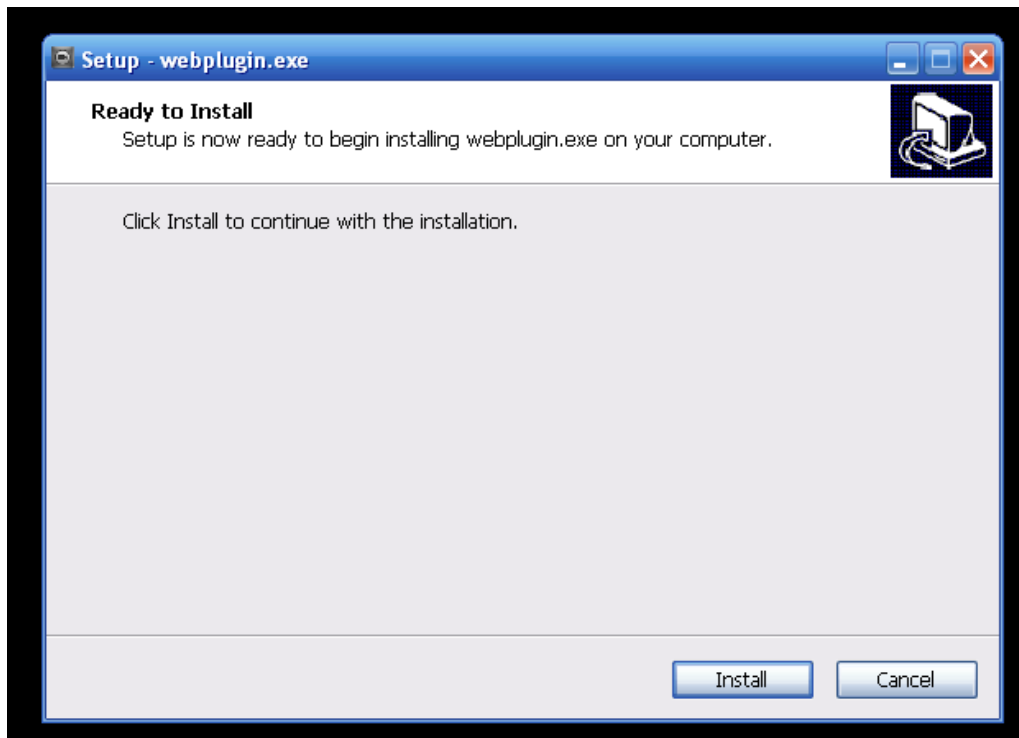 Setup - webplugin.exe
Ready to Install
Setup is now ready to begin installing webplugin.exe on your computer.
Click Install to continue with the installation.
Install
Cancel